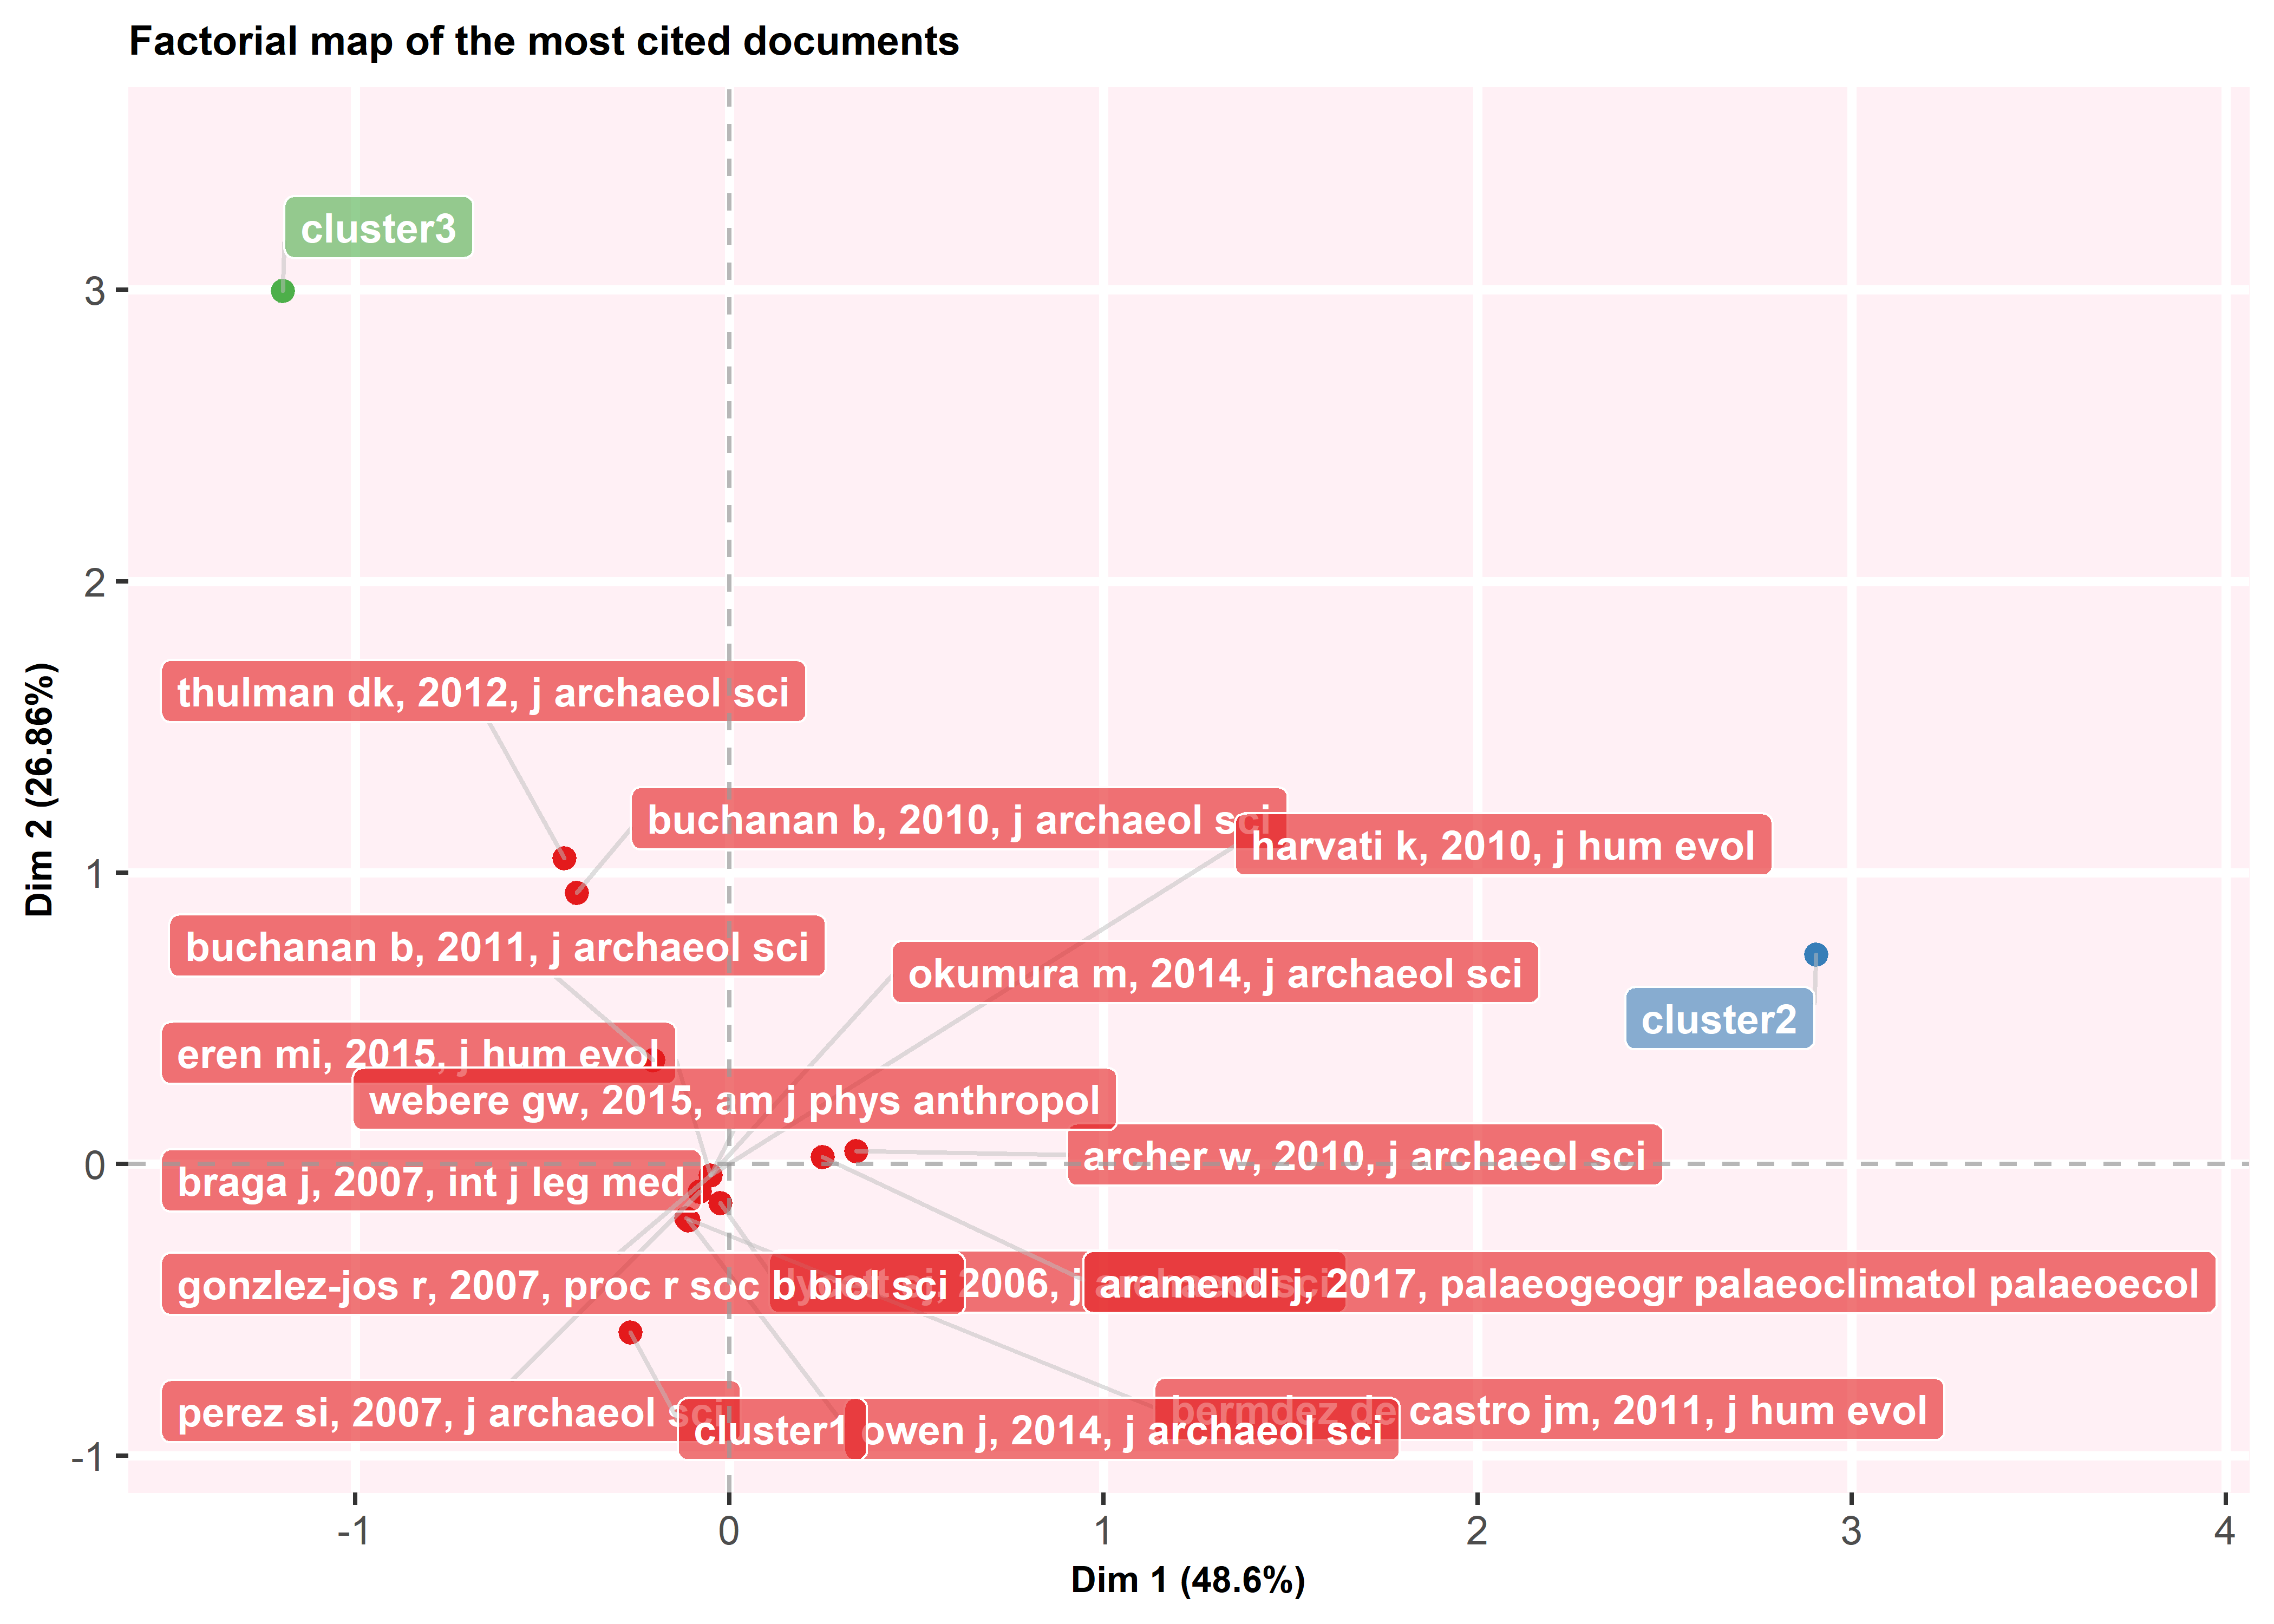 Factorial map of the most cited documents
cluster3
3
2
thulman dk, 2012, j archaeol sci
buchanan b, 2010, j archaeol sci
harvati k, 2010, j hum evol
1
buchanan b, 2011, j archaeol sci
okumura m, 2014, j archaeol sci
cluster2
eren mi, 2015, j hum evol
webere gw, 2015, am j phys anthropol
archer w, 2010, j archaeol sci
0
braga j, 2007, int j leg med
gonzlez-jos r, 2007, proc r soc b biol sci
2006, j
aramendi j, 2017, palaeogeogr palaeoclimatol palaeoecol
perez si, 2007, j archaeol sci
bermdez de castro jm, 2011, j hum evol
cluster1
owen j, 2014, j archaeol sci
-1
-1 0 1 2 3 4
Dim 1 (48.6%)
Dim 2 (26.86%)